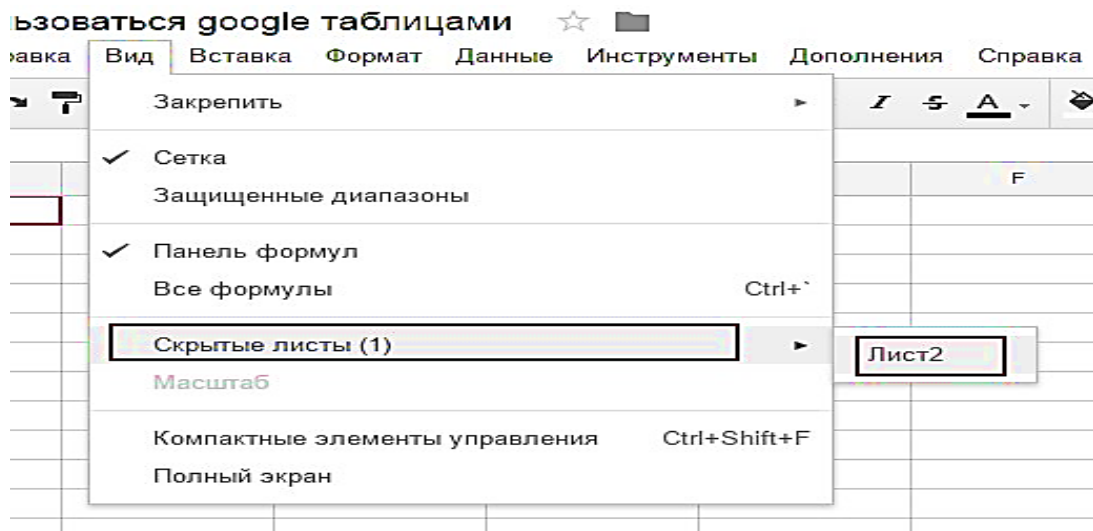 ьзоваться google таблицами
равка Вид Вставка Формат Данные Инструменты Дополнения Справка
Закрепить
I S A
Сетка
Защищенные диапазоны
F
Панель формул
Все формулы Ctrl+`
Скрытые листы (1)
Лист2
Масштаб
Компактные элементы управления Ctrl+Shift+F
Полный экран